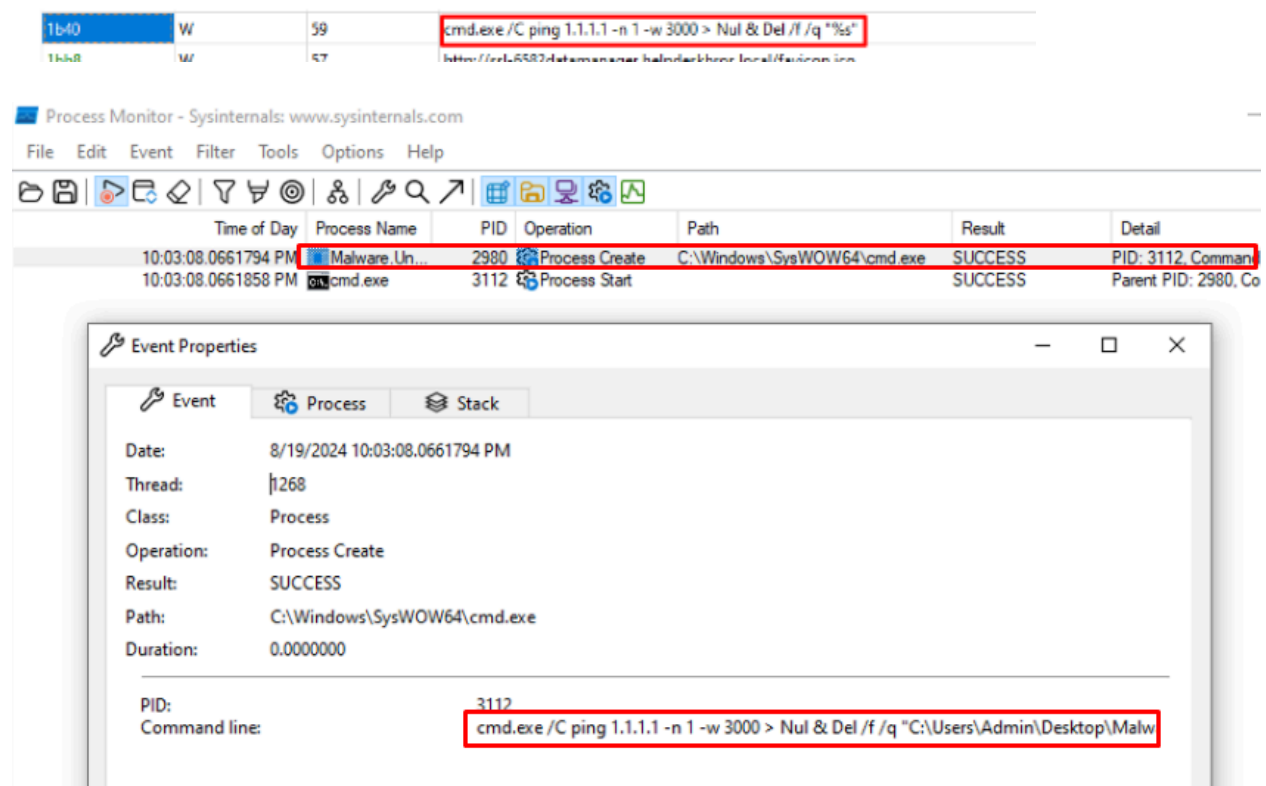 1b40 W 59 cmd.exe /C ping 1.1.1.1 -n 1 -w 3000 > Nul & Del /f /q "%s"
1bb8 W 57
Process Monitor - Sysinternals: www.sysinternals.com
File Edit Event Filter Tools Options Help
Time of Day Process Name PID Operation Path Result Detail
10:03:08.0661794 PM Malware.Un... 2980 Process Create C:\Windows\SysWOW64\cmd.exe SUCCESS PID: 3112, Command
10:03:08.0661858 PM cmd.exe 3112 Process Start SUCCESS Parent PID: 2980, Co
Event Properties
Event Process Stack
Date: 8/19/2024 10:03:08.0661794 PM
Thread: 1268
Class: Process
Operation: Process Create
Result: SUCCESS
Path: C:\Windows\SysWOW64\cmd.exe
Duration: 0.0000000
PID: 3112
Command line: cmd.exe /C ping 1.1.1.1 -n 1 -w 3000 > Nul & Del /f /q "C:\Users\Admin\Desktop\Malw